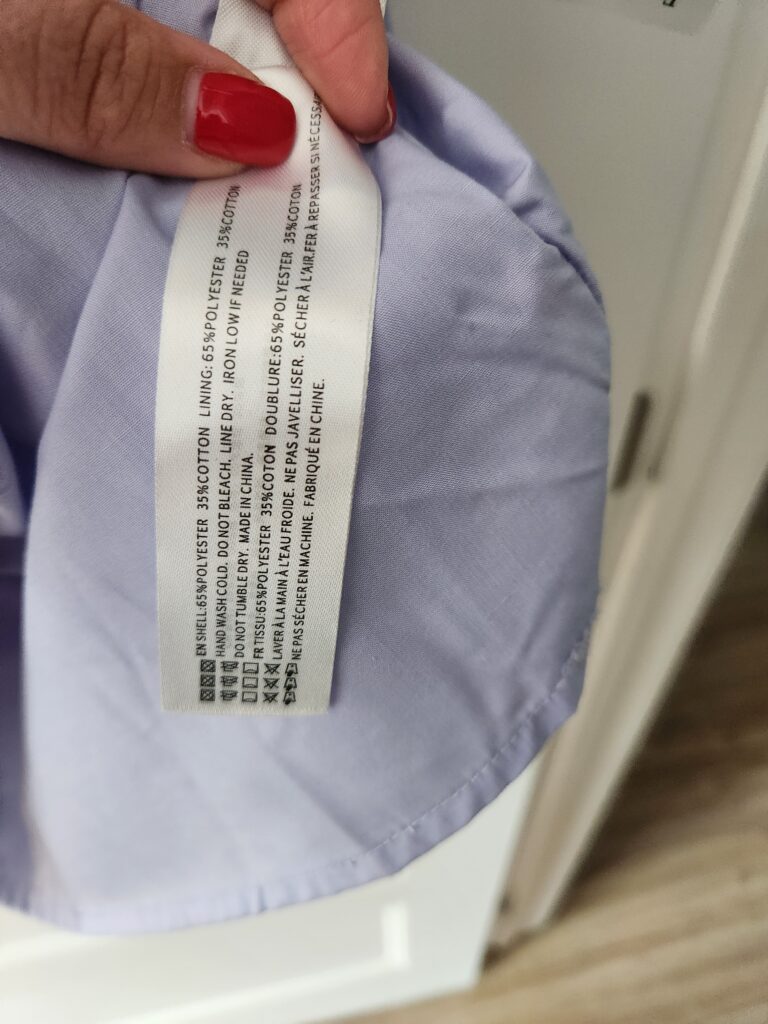 EN SHELL:65%POLYESTER 35%COTTON LINING: 65%POLYESTER 35%COTTON
HAND WASH COLD. DO NOT BLEACH. LINE DRY. IRON LOW IF NEEDED
DO NOT TUMBLE DRY. MADE IN CHINA.
FR TISSU:65%POLYESTER 35%COTON DOUBLURE:65%POLYESTER 35%COTON
LAVER À LA MAIN À L'EAU FROIDE. NE PAS JAVELLISER. SÉCHER À L'AIR.FER À REPASSER SI
NE PAS SÉCHER EN MACHINE. FABRIQUÉ EN CHINE.